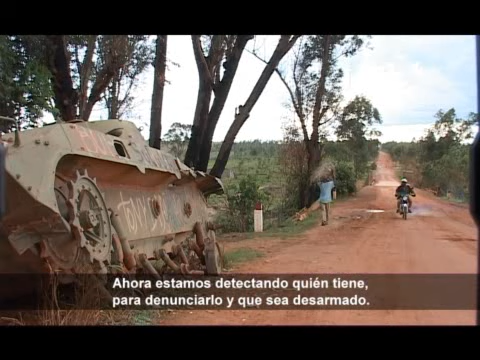 Ahora estamos detectando quién tiene,
para denunciarlo y que sea desarmado.